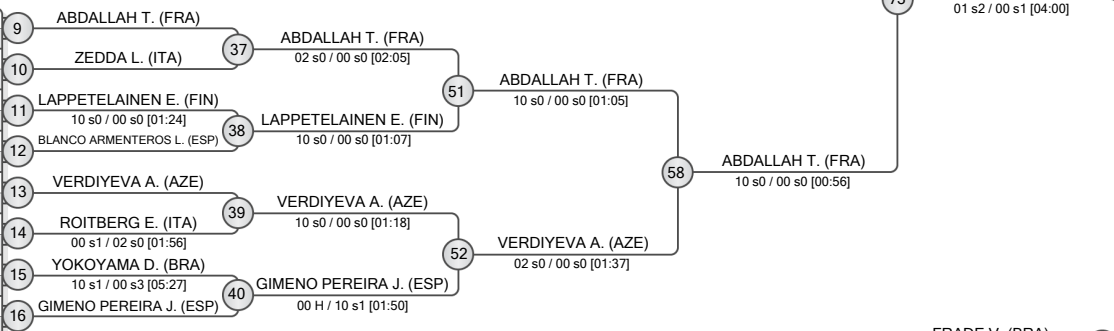 01 s2 / 00 s1 [04:00]
9
ABDALLAH T. (FRA)
10
ZEDDA L. (ITA)
37
ABDALLAH T. (FRA)
02 s0 / 00 s0 [02:05]
11
LAPPETELAINEN E. (FIN)
10 s0 / 00 s0 [01:24]
12
BLANCO ARMENTEROS L. (ESP)
38
LAPPETELAINEN E. (FIN)
10 s0 / 00 s0 [01:07]
51
ABDALLAH T. (FRA)
10 s0 / 00 s0 [01:05]
13
VERDIYEVA A. (AZE)
14
ROITBERG E. (ITA)
00 s1 / 02 s0 [01:56]
39
VERDIYEVA A. (AZE)
10 s0 / 00 s0 [01:18]
15
YOKOYAMA D. (BRA)
10 s1 / 00 s3 [05:27]
16
GIMENO PEREIRA J. (ESP)
40
GIMENO PEREIRA J. (ESP)
00 H / 10 s1 [01:50]
52
VERDIYEVA A. (AZE)
02 s0 / 00 s0 [01:37]
58
ABDALLAH T. (FRA)
10 s0 / 00 s0 [00:56]